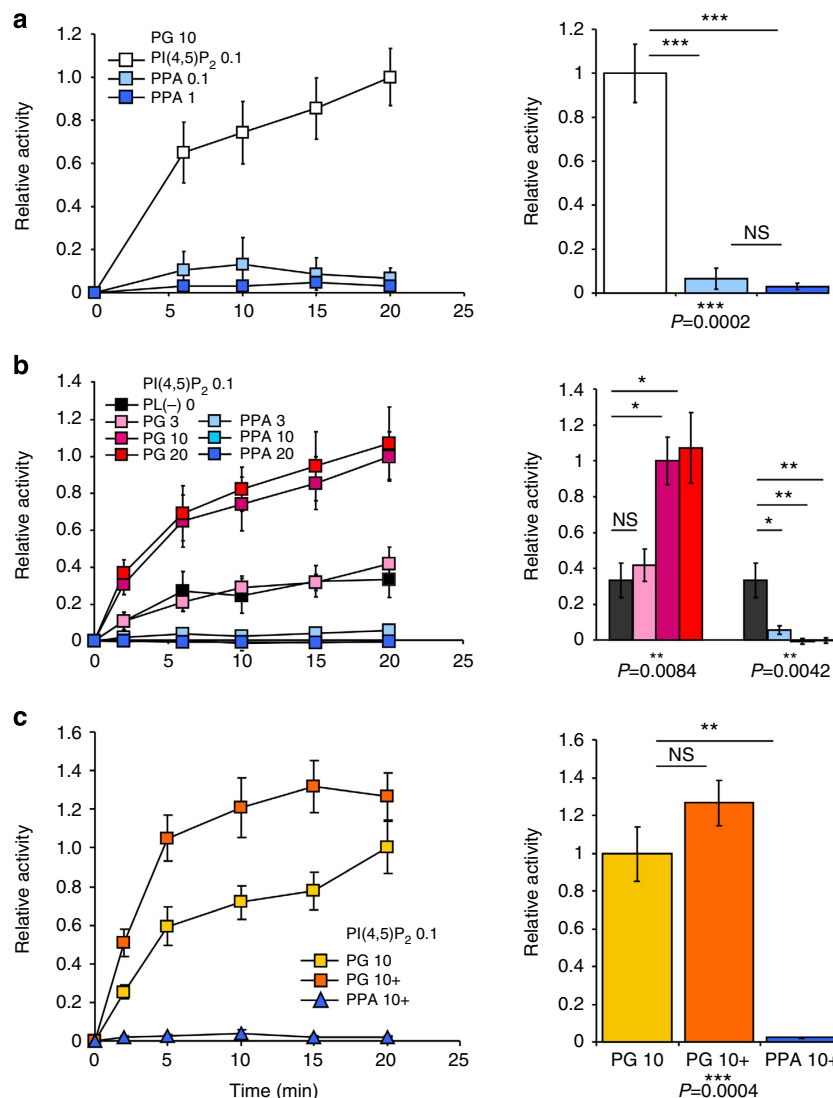 a
PG 10
PI(4,5)P2 0.1
PPA 0.1
PPA 1
Relative activity
1.2
1.0
0.8
0.6
0.4
0.2
0
0 5 10 15 20 25
***
***
NS
Relative activity
1.2
1
0.8
0.6
0.4
0.2
0
***
P=0.0002
b
PI(4,5)P2 0.1
PL(–) 0
PG 3 PPA 3
PG 10 PPA 10
PG 20 PPA 20
Relative activity
1.4
1.2
1.0
0.8
0.6
0.4
0.2
0
0 5 10 15 20 25
*
*
NS
**
**
*
Relative activity
1.4
1.2
1
0.8
0.6
0.4
0.2
0
** **
P=0.0084 P=0.0042
c
Relative activity
1.6
1.4
1.2
1.0
0.8
0.6
0.4
0.2
0
PI(4,5)P2 0.1
PG 10
PG 10+
PPA 10+
0 5 10 15 20 25
Time (min)
**
NS
Relative activity
1.6
1.4
1.2
1
0.8
0.6
0.4
0.2
0
PG 10 PG 10+ PPA 10+
***
P=0.0004